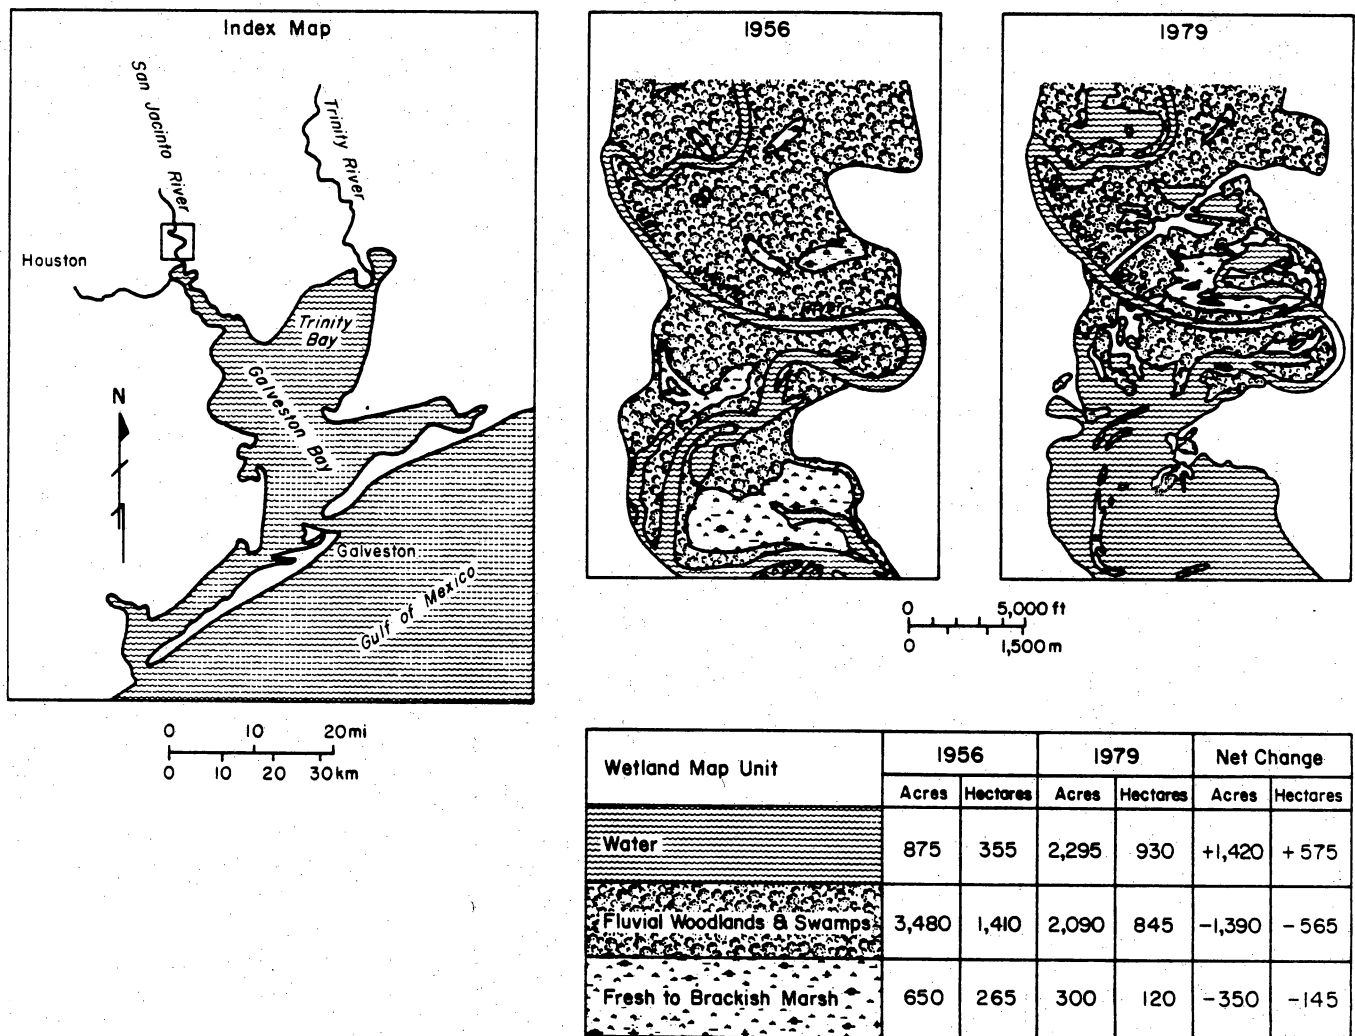 Index Map
San Jacinto River
Trinity River
Houston
Trinity
Bay
Galveston Bay
N
Galveston
Gulf of Mexico
0 10 20 mi
0 10 20 30 km
1956
1979
0 5,000 ft
0 1,500 m
Wetland Map Unit 1956 1979 Net Change
Acres Hectares Acres Hectares Acres Hectares
Water 875 355 2,295 930 +1,420 +575
Fluvial Woodlands & Swamps 3,480 1,410 2,090 845 -1,390 -565
Fresh to Brackish Marsh 650 265 300 120 -350 -145